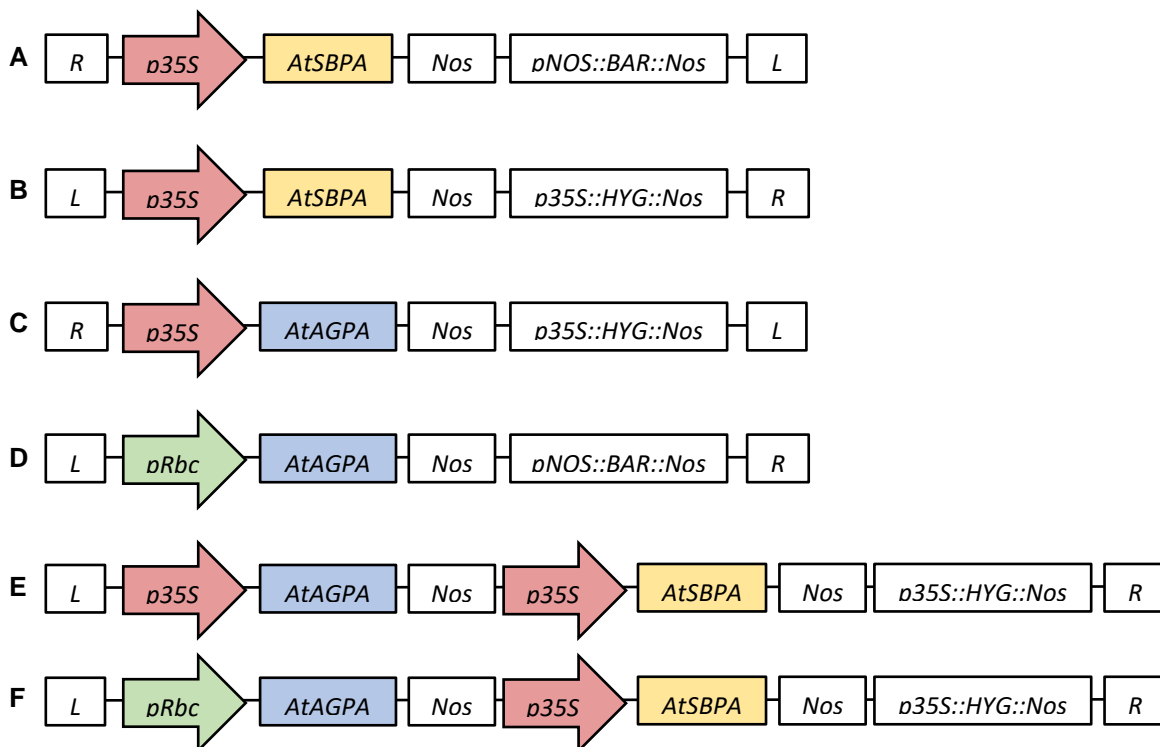 A R p35S AtSBPA Nos pNOS::BAR::Nos L
B L p35S AtSBPA Nos p35S::HYG::Nos R
C R p35S AtAGPA Nos p35S::HYG::Nos L
D L pRbc AtAGPA Nos pNOS::BAR::Nos R
E L p35S AtAGPA Nos p35S AtSBPA Nos p35S::HYG::Nos R
F L pRbc AtAGPA Nos p35S AtSBPA Nos p35S::HYG::Nos R